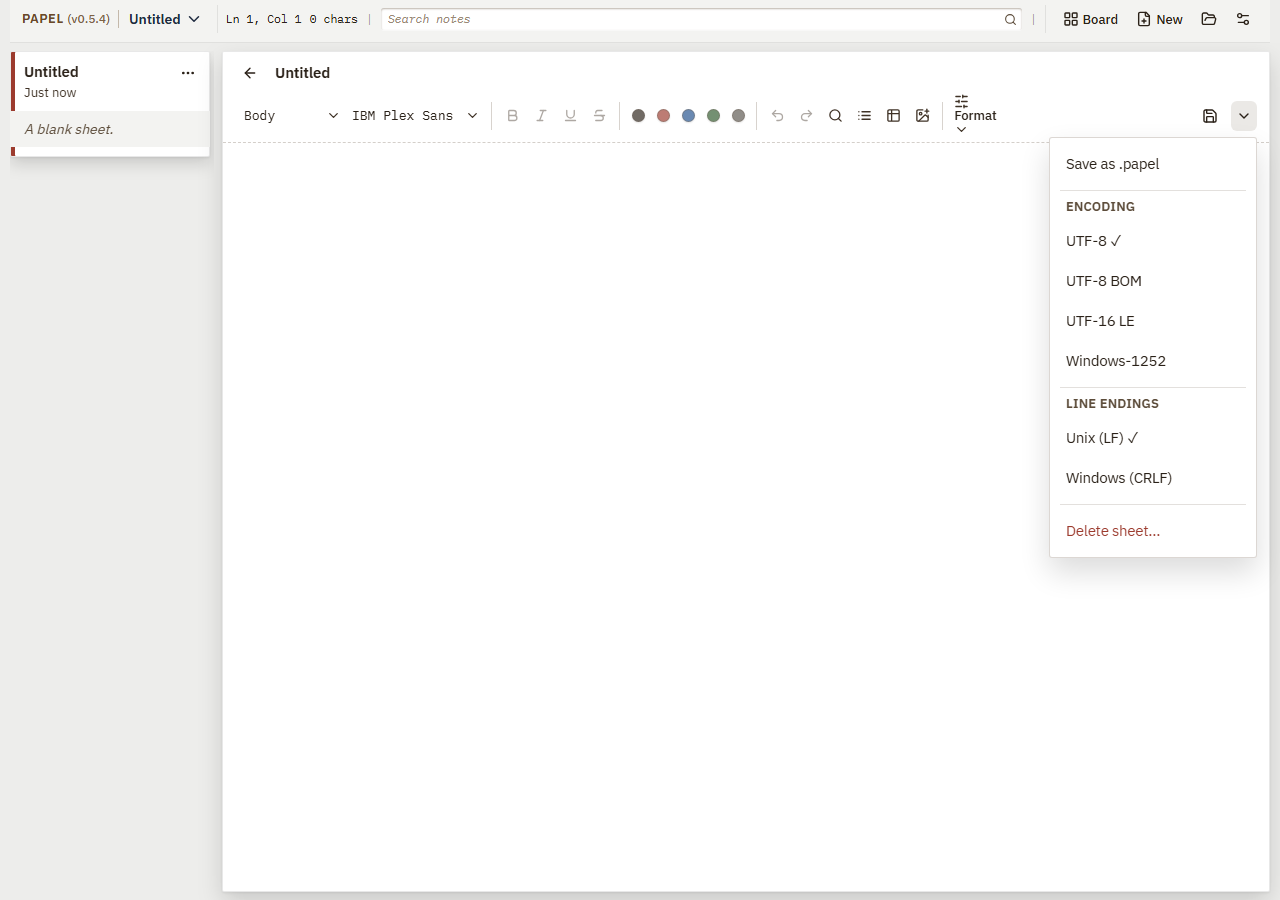 PAPEL (v0.5.4)
Untitled
Ln 1, Col 1 0 chars
Search notes
Board
New
Untitled
Just now
A blank sheet.
Untitled
Body
IBM Plex Sans
B I U S
Format
Save as .papel
ENCODING
UTF-8 ✓
UTF-8 BOM
UTF-16 LE
Windows-1252
LINE ENDINGS
Unix (LF) ✓
Windows (CRLF)
Delete sheet...